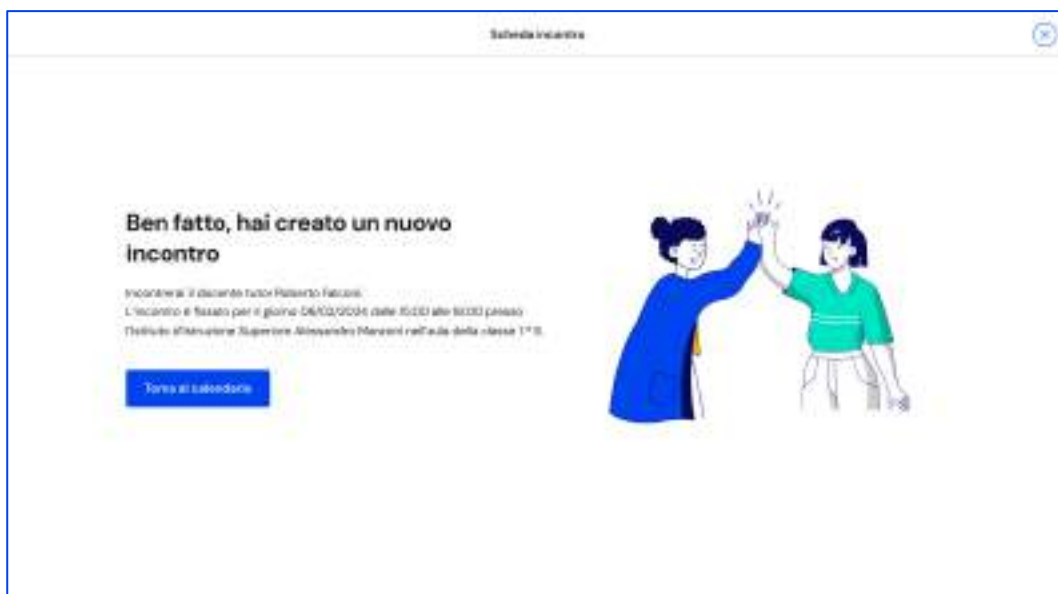 Scheda incontro
Ben fatto, hai creato un nuovo
incontro
Incontrerai il docente tutor Roberto Falconi.
L'incontro è fissato per il giorno 06/02/2024 dalle 15:00 alle 16:00 presso
l'Istituto d'Istruzione Superiore Alessandro Manzoni nell'aula della classe 1° B.
Torna al calendario